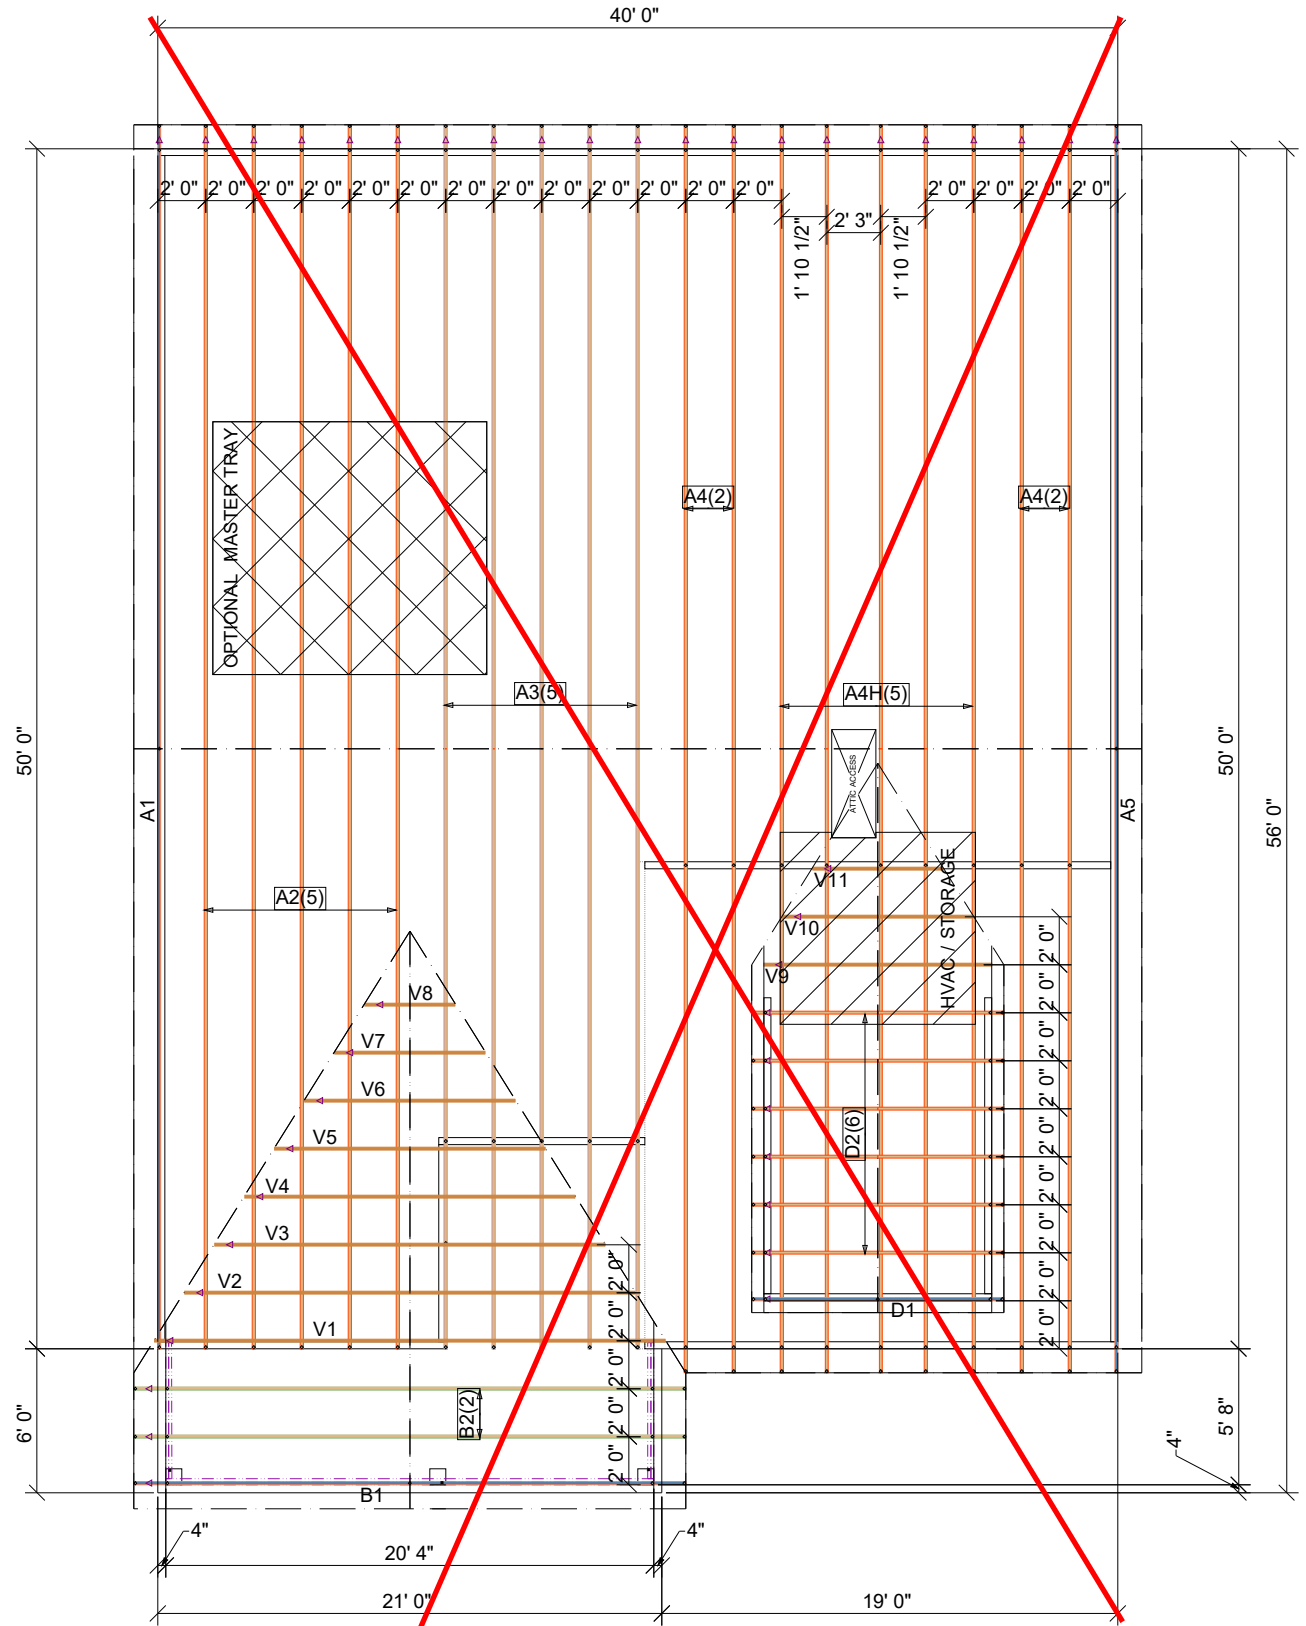 40' 0"
2' 0" 2' 0" 2' 0" 2' 0" 2' 0" 2' 0" 2' 0" 2' 0" 2' 0" 2' 0" 2' 0" 2' 0" 2' 0" 2' 0" 2' 0" 2' 0" 2' 0"
1' 10 1/2"
2' 3"
1' 10 1/2"
OPTIONAL MASTER TRAY
A4(2)
A4(2)
A3(5)
A4H(5)
50' 0"
50' 0"
56' 0"
A1
A5
ATTIC ACCESS
HVAC / STORAGE
A2(5)
V11
V10
V9
V8
V7
V6
V5
V4
V3
V2
V1
D2(6)
D1
2' 0"
2' 0"
2' 0"
2' 0"
2' 0"
2' 0"
2' 0"
2' 0"
2' 0"
2' 0"
2' 0"
2' 0"
2' 0"
2' 0"
B2(2)
B1
6' 0"
5' 8"
4"
4"
20' 4"
4"
21' 0"
19' 0"